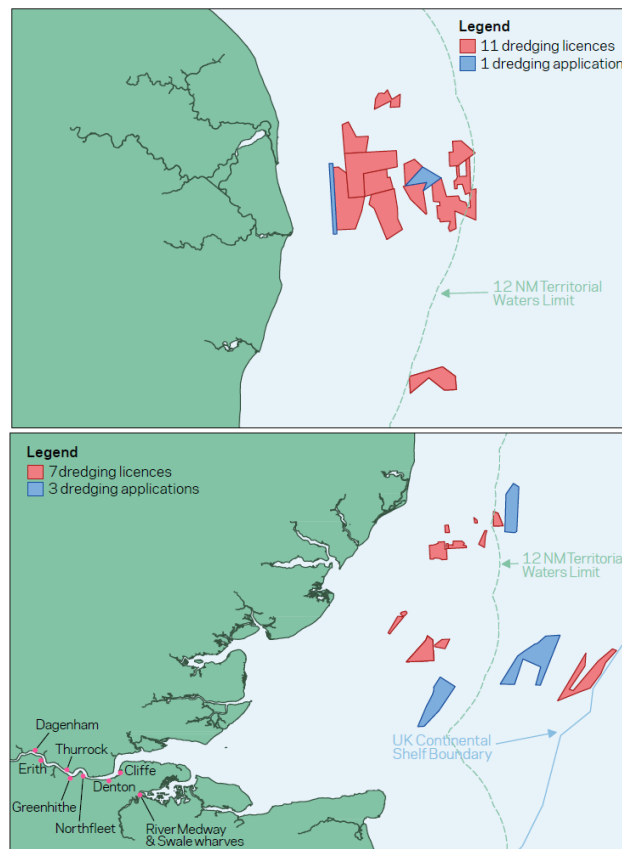 Legend
11 dredging licences
1 dredging application
12 NM Territorial
Waters Limit
Legend
7 dredging licences
3 dredging applications
12 NM Territorial
Waters Limit
UK Continental
Shelf Boundary
Dagenham
Thurrock
Erith
Cliffe
Greenhithe
Denton
Northfleet
River Medway
& Swale wharves